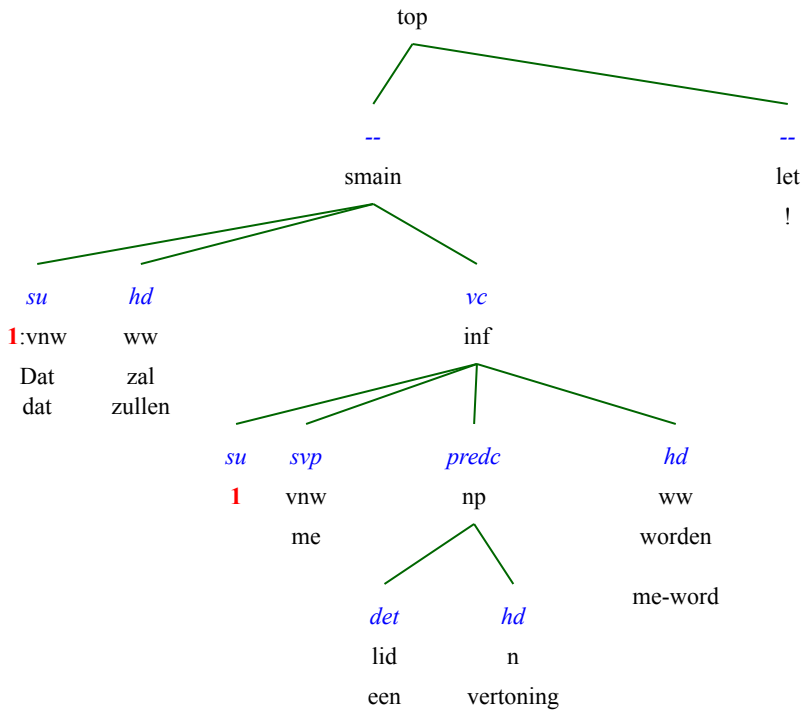 top
-- --
smain let
!
su hd vc
1:vnw ww inf
Dat zal
dat zullen
su svp predc hd
1 vnw np ww
me worden
me-word
det hd
lid n
een vertoning